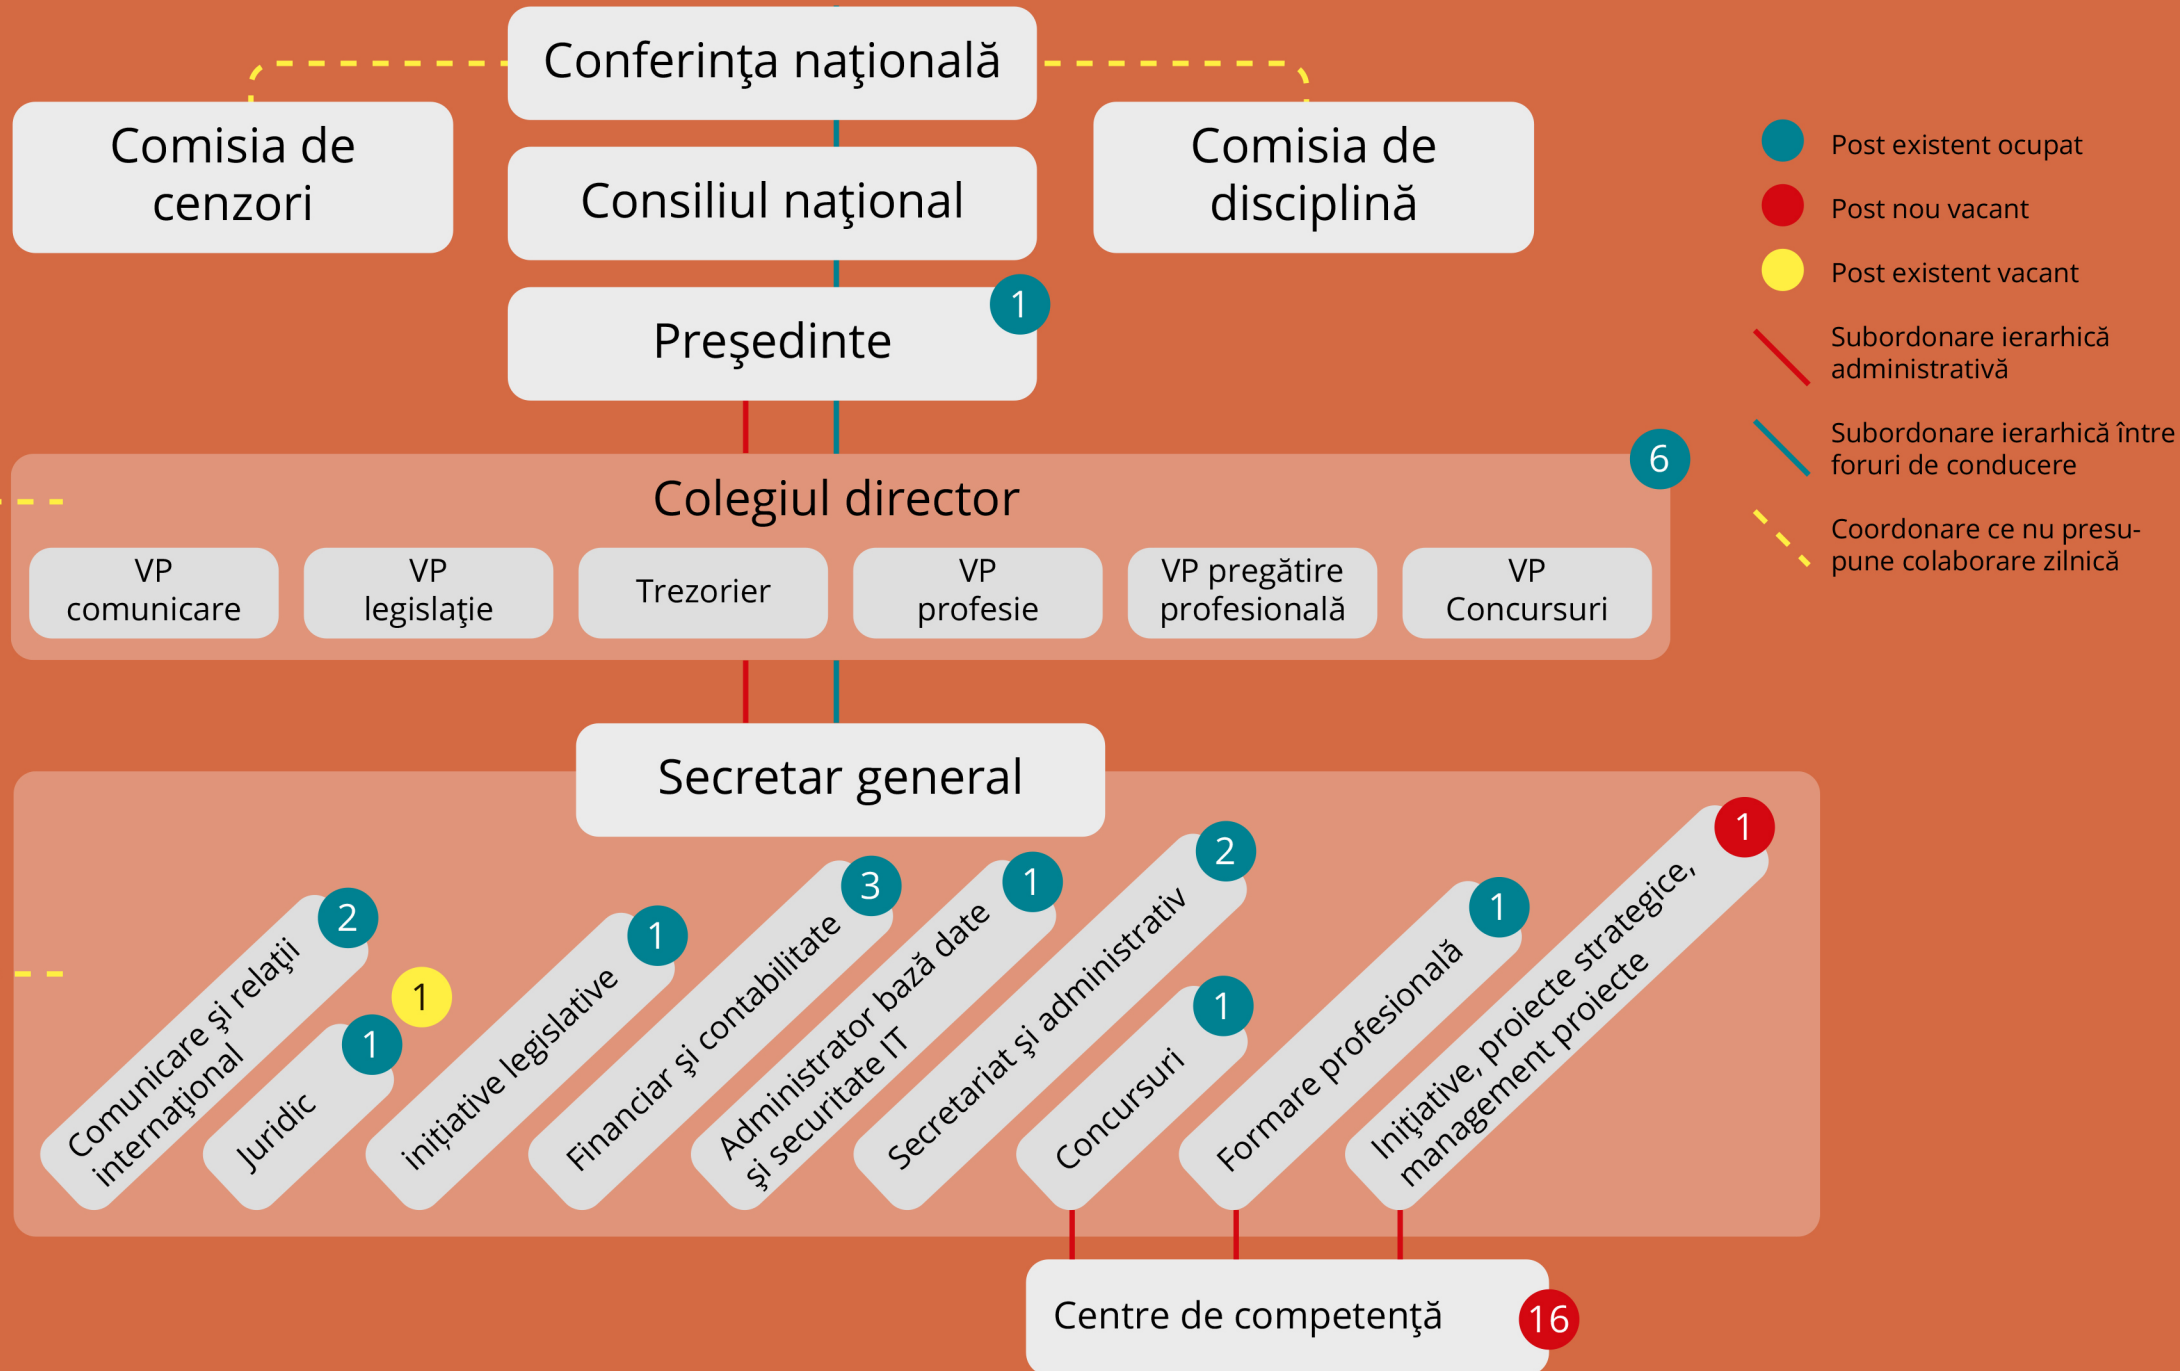 Conferinţa naţională
Comisia de
cenzori
Consiliul naţional
Comisia de
disciplină
Preşedinte
1
Post existent ocupat
Post nou vacant
Post existent vacant
Subordonare ierarhică
administrativă
Subordonare ierarhică între
foruri de conducere
Coordonare ce nu presu-
pune colaborare zilnică
Colegiul director
6
VP
comunicare
VP
legislaţie
Trezorier
VP
profesie
VP pregătire
profesională
VP
Concursuri
Secretar general
Comunicare şi relaţii
internaţional
2
Juridic
1
1
inițiative legislative
1
Financiar şi contabilitate
3
Administrator bază date
şi securitate IT
1
Secretariat şi administrativ
2
Concursuri
1
Formare profesională
1
Iniţiative, proiecte strategice,
management proiecte
1
Centre de competenţă
16